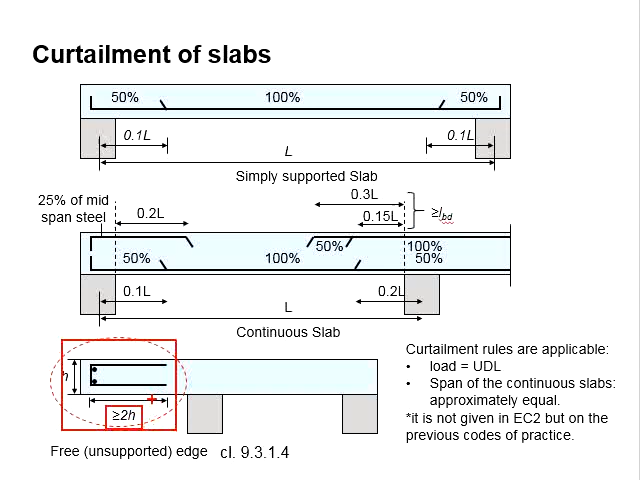 Curtailment of slabs
50% 100% 50%
0.1L 0.1L
L
Simply supported Slab
25% of mid
span steel
0.2L
0.3L
0.15L
≥lbd
50% 100%
50% 100% 50%
0.1L 0.2L
L
Continuous Slab
h
≥2h
Free (unsupported) edge cl. 9.3.1.4
Curtailment rules are applicable:
• load = UDL
• Span of the continuous slabs:
approximately equal.
*it is not given in EC2 but on the
previous codes of practice.